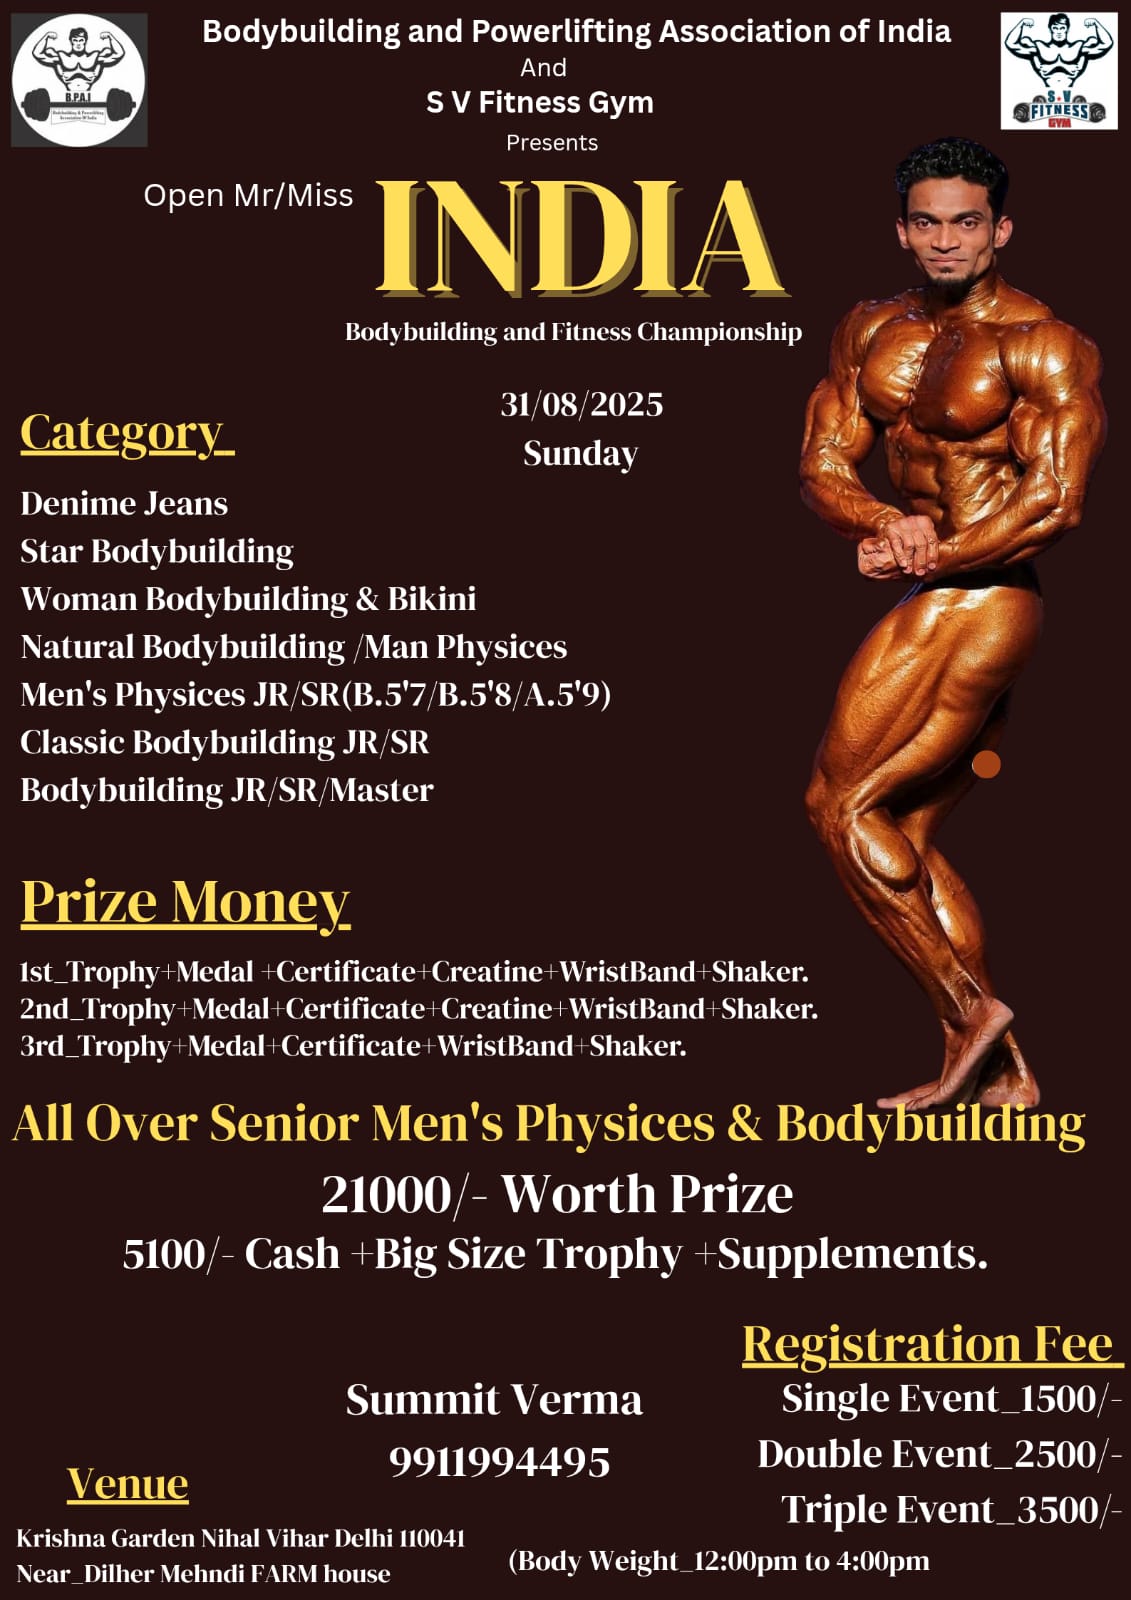 Bodybuilding and Powerlifting Association of India
And
S V Fitness Gym
Presents
B.P.A.I
Bodybuilding & Powerlifting
Association Of India
S V
FITNESS
GYM
Open Mr/Miss
INDIA
Bodybuilding and Fitness Championship
31/08/2025
Sunday
Category
Denime Jeans
Star Bodybuilding
Woman Bodybuilding & Bikini
Natural Bodybuilding /Man Physices
Men's Physices JR/SR(B.5'7/B.5'8/A.5'9)
Classic Bodybuilding JR/SR
Bodybuilding JR/SR/Master
Prize Money
1st_Trophy+Medal +Certificate+Creatine+WristBand+Shaker.
2nd_Trophy+Medal+Certificate+Creatine+WristBand+Shaker.
3rd_Trophy+Medal+Certificate+WristBand+Shaker.
All Over Senior Men's Physices & Bodybuilding
21000/- Worth Prize
5100/- Cash +Big Size Trophy +Supplements.
Registration Fee
Single Event_1500/-
Double Event_2500/-
Triple Event_3500/-
Summit Verma
9911994495
Venue
Krishna Garden Nihal Vihar Delhi 110041
Near_Dilher Mehndi FARM house
(Body Weight_12:00pm to 4:00pm